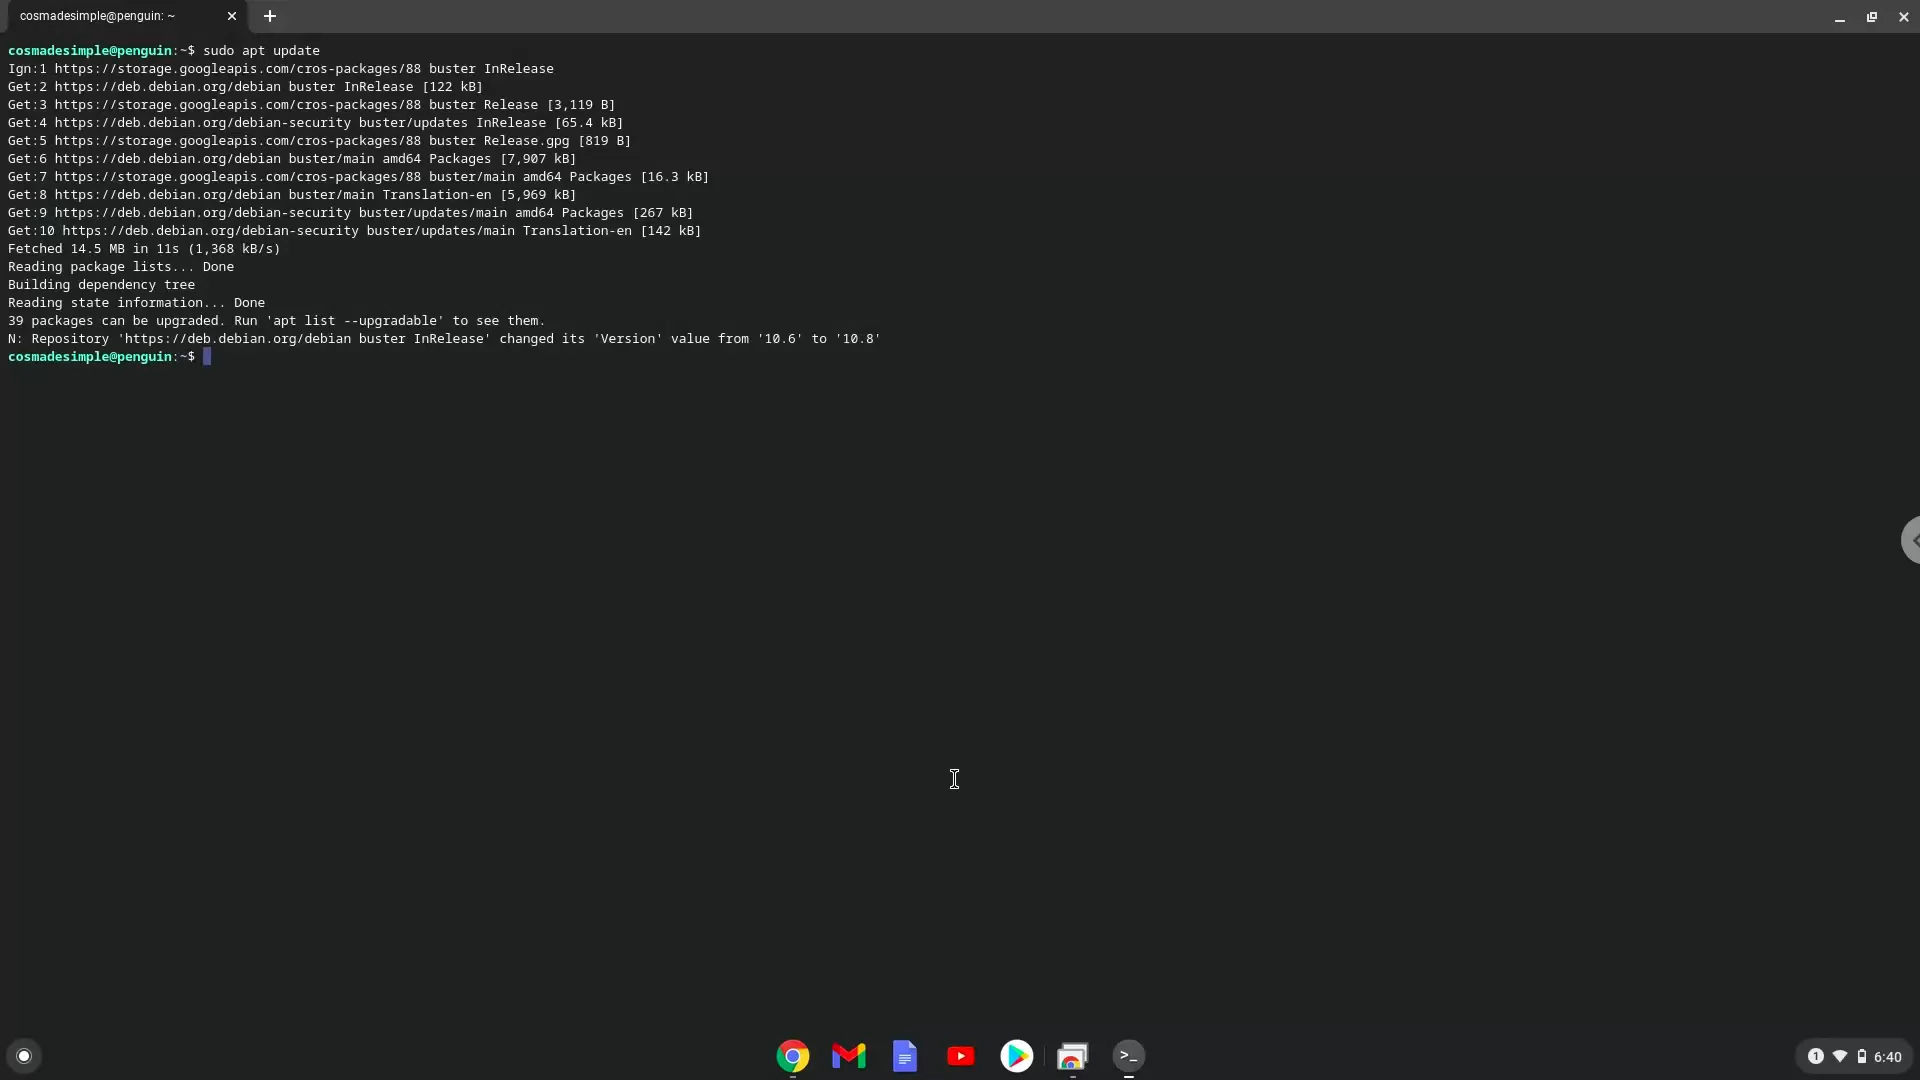 cosmadesimple@penguin: ~
cosmadesimple@penguin:~$ sudo apt update
Ign:1 https://storage.googleapis.com/cros-packages/88 buster InRelease
Get:2 https://deb.debian.org/debian buster InRelease [122 kB]
Get:3 https://storage.googleapis.com/cros-packages/88 buster Release [3,119 B]
Get:4 https://deb.debian.org/debian-security buster/updates InRelease [65.4 kB]
Get:5 https://storage.googleapis.com/cros-packages/88 buster Release.gpg [819 B]
Get:6 https://deb.debian.org/debian buster/main amd64 Packages [7,907 kB]
Get:7 https://storage.googleapis.com/cros-packages/88 buster/main amd64 Packages [16.3 kB]
Get:8 https://deb.debian.org/debian buster/main Translation-en [5,969 kB]
Get:9 https://deb.debian.org/debian-security buster/updates/main amd64 Packages [267 kB]
Get:10 https://deb.debian.org/debian-security buster/updates/main Translation-en [142 kB]
Fetched 14.5 MB in 11s (1,368 kB/s)
Reading package lists... Done
Building dependency tree
Reading state information... Done
39 packages can be upgraded. Run 'apt list --upgradable' to see them.
N: Repository 'https://deb.debian.org/debian buster InRelease' changed its 'Version' value from '10.6' to '10.8'
cosmadesimple@penguin:~$
>_
1 6:40